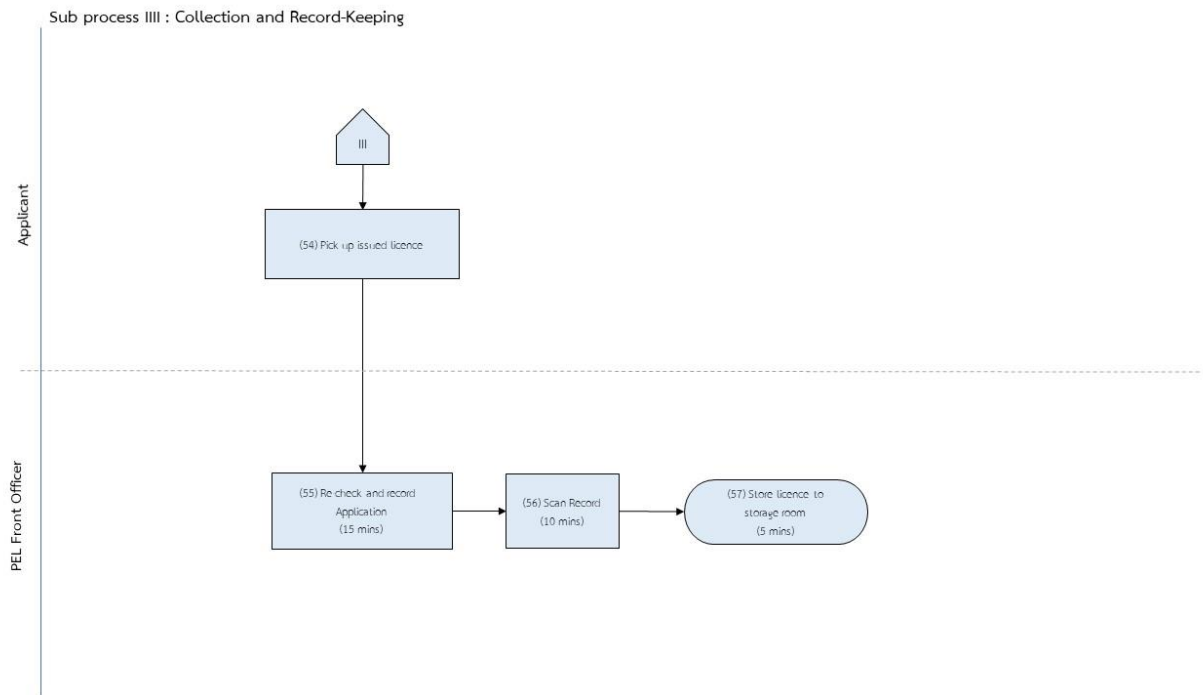 Sub process IIII : Collection and Record-Keeping
III
Applicant
(54) Pick up issued licence
PEL Front Officer
(55) Re-check and record
Application
(15 mins)
(56) Scan Record
(10 mins)
(57) Store licence to
storage room
(5 mins)